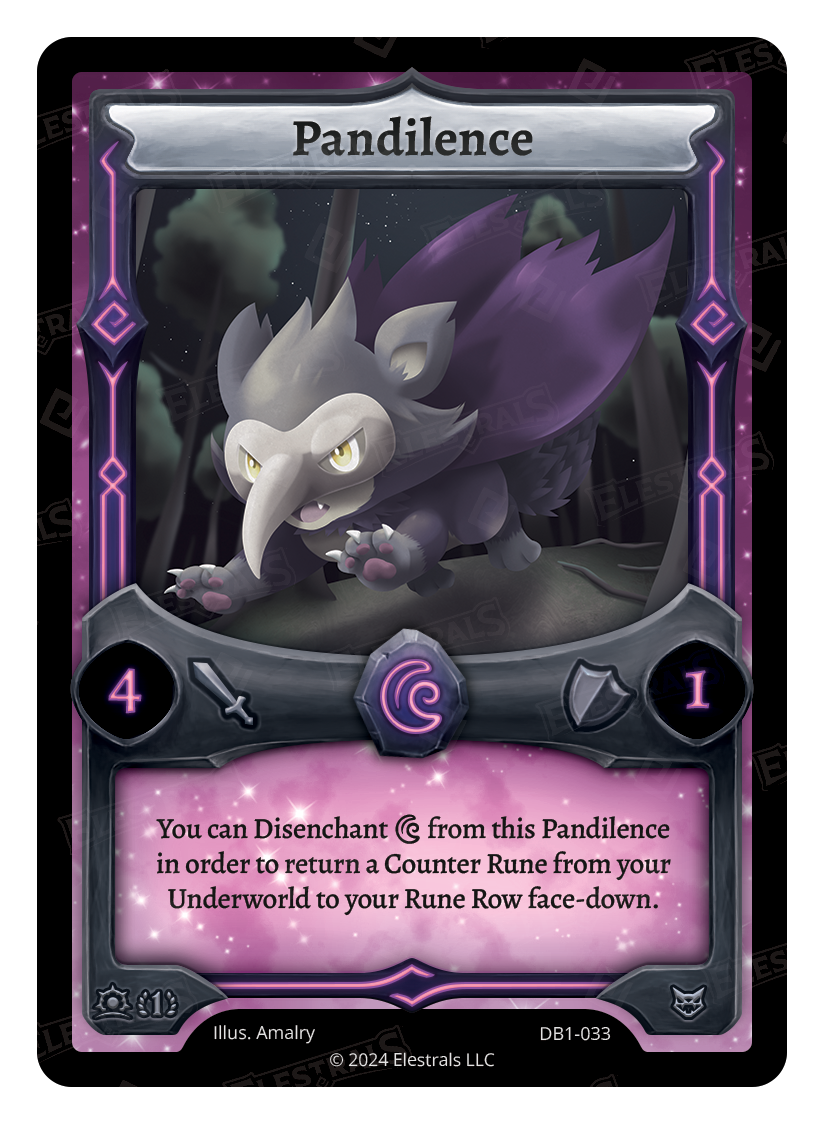 Pandilence
4
1
You can Disenchant from this Pandilence
in order to return a Counter Rune from your
Underworld to your Rune Row face-down.
1
Illus. Amalry
DB1-033
© 2024 Elestrals LLC